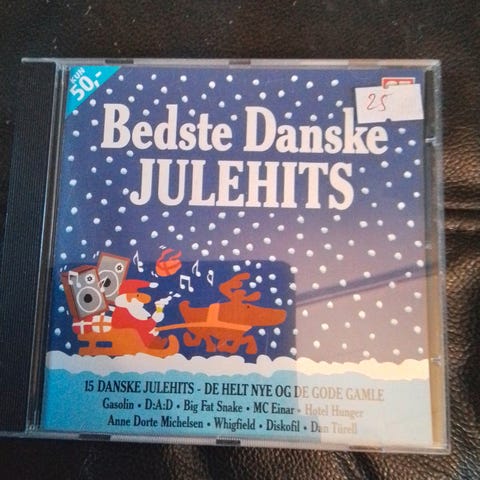 KUN
50,-
25
Bedste Danske
JULEHITS
15 DANSKE JULEHITS - DE HELT NYE OG DE GODE GAMLE
Gasolin • D:A:D • Big Fat Snake • MC Einar • Hotel Hunger
Anne Dorte Michelsen • Whigfield • Diskofil • Dan Türell